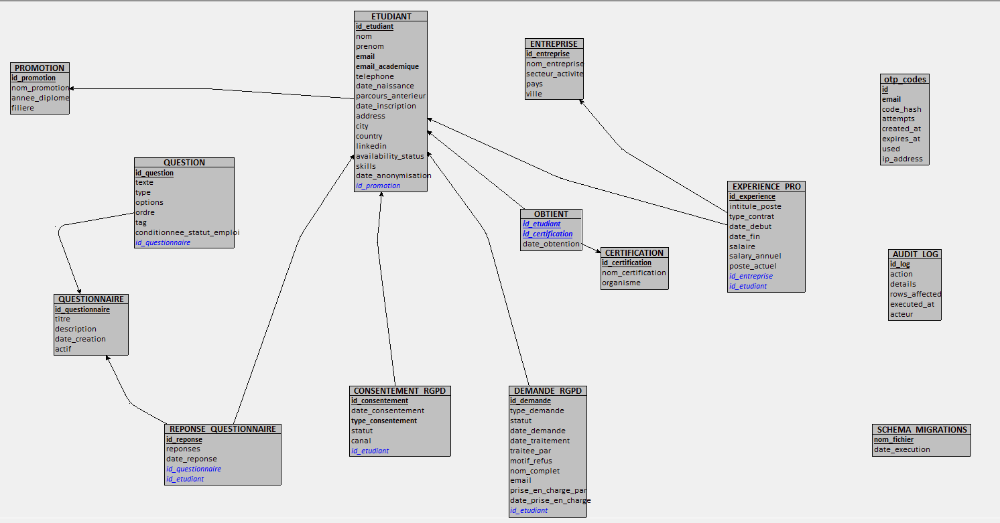 ETUDIANT
id_etudiant
nom
prenom
email
email_academique
telephone
date_naissance
parcours_anterieur
date_inscription
address
city
country
linkedin
availability_status
skills
date_anonymisation
id_promotion
ENTREPRISE
id_entreprise
nom_entreprise
secteur_activite
pays
ville
PROMOTION
id_promotion
nom_promotion
annee_diplome
filiere
otp_codes
id
email
code_hash
attempts
created_at
expires_at
used
ip_address
QUESTION
id_question
texte
type
options
ordre
tag
conditionnee_statut_emploi
id_questionnaire
EXPERIENCE_PRO
id_experience
intitule_poste
type_contrat
date_debut
date_fin
salaire
salary_annuel
poste_actuel
id_entreprise
id_etudiant
OBTIENT
id_etudiant
id_certification
date_obtention
CERTIFICATION
id_certification
nom_certification
organisme
AUDIT_LOG
id_log
action
details
rows_affected
executed_at
acteur
QUESTIONNAIRE
id_questionnaire
titre
description
date_creation
actif
CONSENTEMENT_RGPD
id_consentement
date_consentement
type_consentement
statut
canal
id_etudiant
DEMANDE_RGPD
id_demande
type_demande
statut
date_demande
date_traitement
traitee_par
motif_refus
nom_complet
email
prise_en_charge_par
date_prise_en_charge
id_etudiant
REPONSE_QUESTIONNAIRE
id_reponse
reponses
date_reponse
id_questionnaire
id_etudiant
SCHEMA_MIGRATIONS
nom_fichier
date_execution